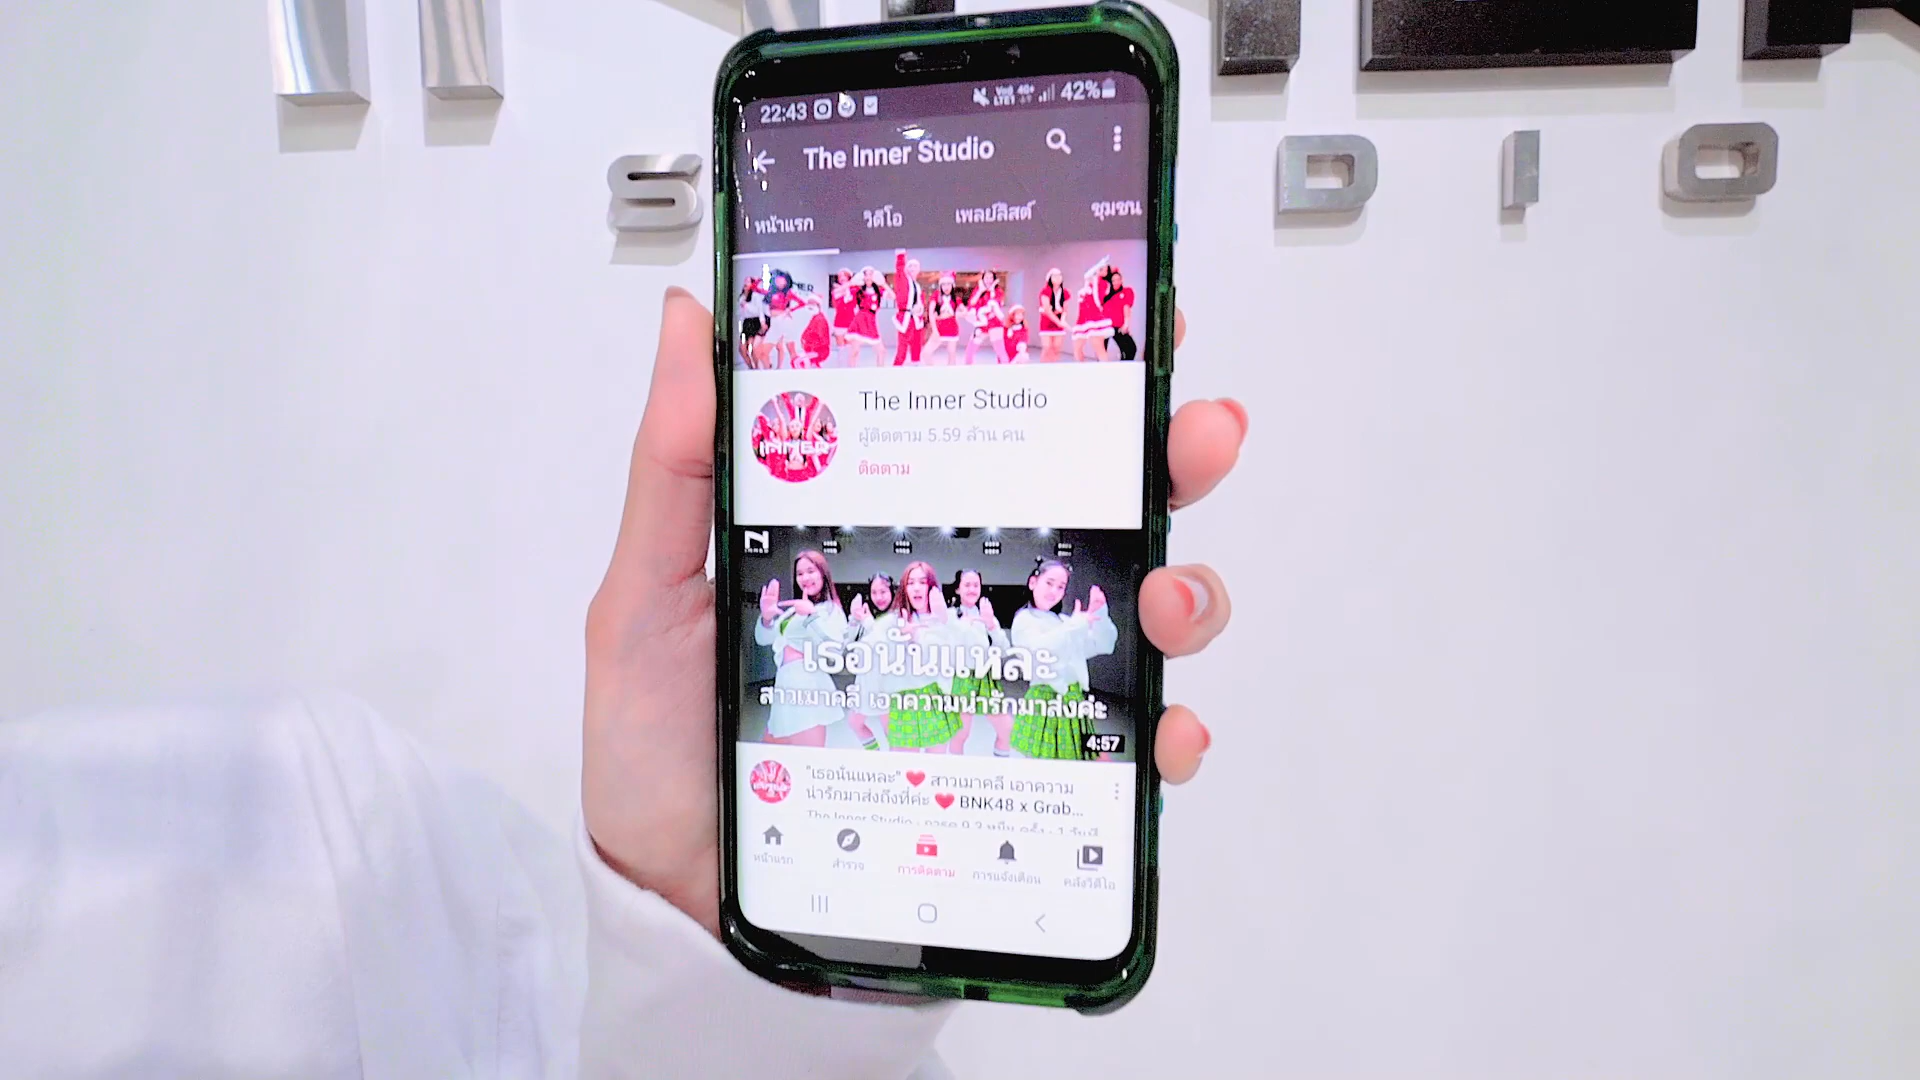 S DIO
22:43 42%
The Inner Studio
หน้าแรก วิดีโอ เพลย์ลิสต์ ชุมชน
The Inner Studio
ผู้ติดตาม 5.59 ล้าน คน
ติดตาม
INNER
เธอนั่นแหละ
สาวเมาคลี เอาความน่ารักมาส่งค่ะ
4:57
"เธอนั่นแหละ" ❤ สาวเมาคลี เอาความ
น่ารักมาส่งถึงที่ค่ะ ❤ BNK48 x Grab...
The Inner Studio
หน้าแรก สำรวจ การติดตาม การแจ้งเตือน คลังวิดีโอ